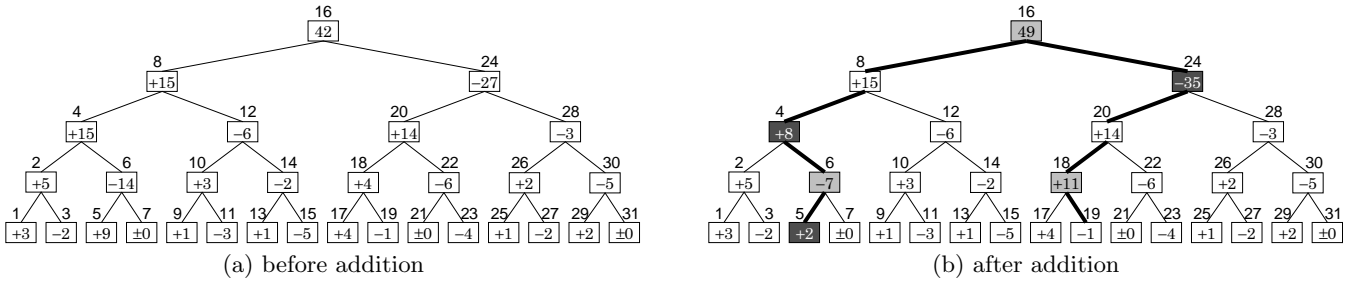 16 16
42 49
8 24 8 24
+15 −27 +15 −35
4 12 20 28 4 12 20 28
+15 −6 +14 −3 +8 −6 +14 −3
2 6 10 14 18 22 26 30 2 6 10 14 18 22 26 30
+5 −14 +3 −2 +4 −6 +2 −5 +5 −7 +3 −2 +11 −6 +2 −5
1 3 5 7 9 11 13 15 17 19 21 23 25 27 29 31 1 3 5 7 9 11 13 15 17 19 21 23 25 27 29 31
+3 −2 +9 ±0 +1 −3 +1 −5 +4 −1 ±0 −4 +1 −2 +2 ±0 +3 −2 +2 ±0 +1 −3 +1 −5 +4 −1 ±0 −4 +1 −2 +2 ±0
(a) before addition (b) after addition